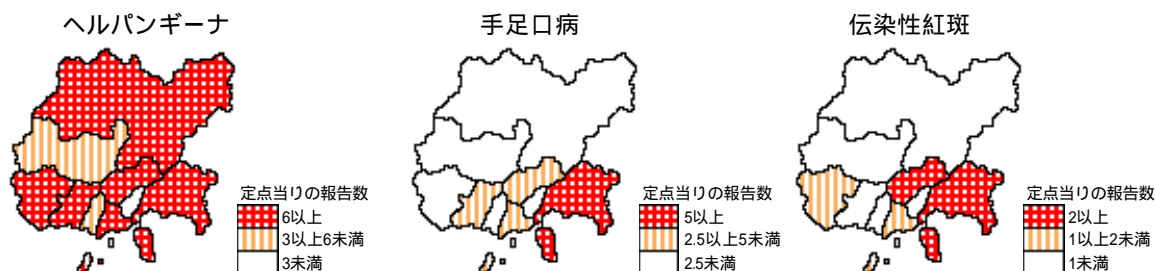 ヘルパンギーナ
定点当りの報告数
6以上
3以上6未満
3未満
手足口病
定点当りの報告数
5以上
2.5以上5未満
2.5未満
伝染性紅斑
定点当りの報告数
2以上
1以上2未満
1未満